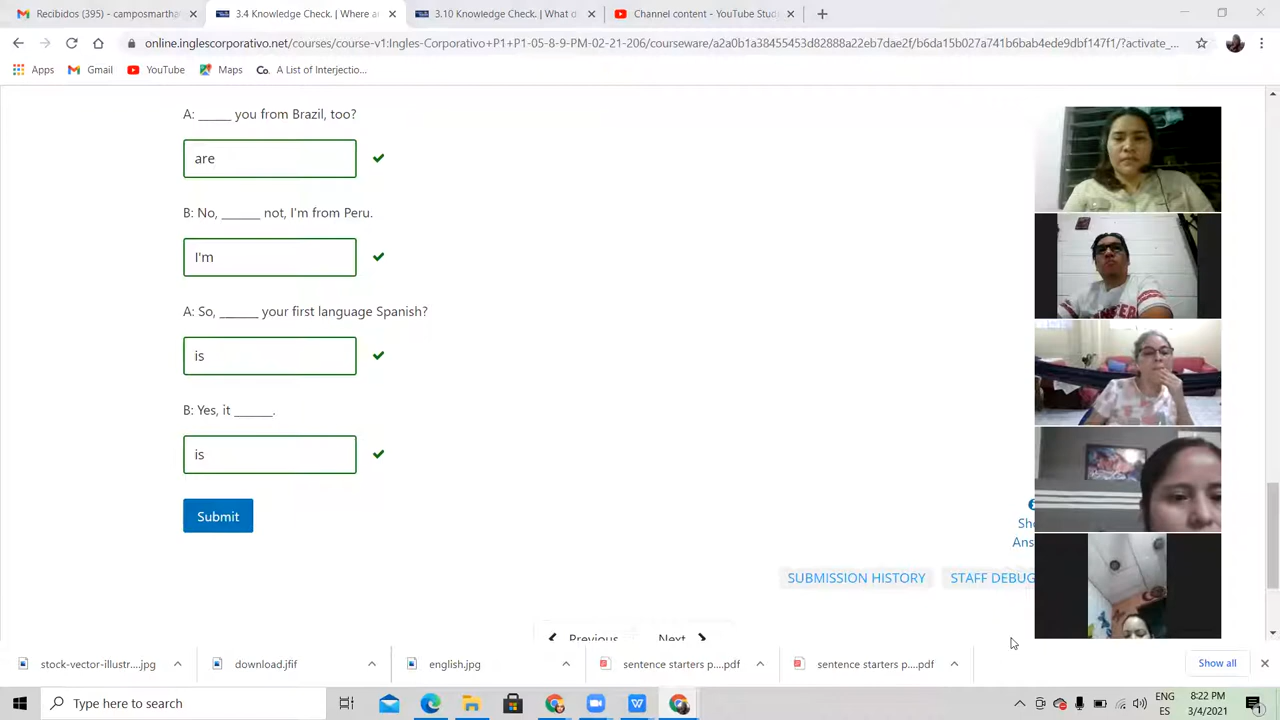 Recibidos (395) - camposmartha
3.4 Knowledge Check. | Where a
3.10 Knowledge Check. | What d
Channel content - YouTube Stud
online.inglescorporativo.net/courses/course-v1:Ingles-Corporativo+P1+P1-05-8-9-PM-02-21-206/courseware/a2a0b1a38455453d82888a22eb7dae2f/b6da15b027a741b6bab4ede9dbf147f1/?activate_...
Apps
Gmail
YouTube
Maps
Co.
A List of Interjectio...
A: _____ you from Brazil, too?
are
B: No, ______ not, I'm from Peru.
I'm
A: So, ______ your first language Spanish?
is
B: Yes, it ______.
is
Submit
Sho
Ans
SUBMISSION HISTORY
STAFF DEBUG
Previous
Next
stock-vector-illustr....jpg
download.jfif
english.jpg
sentence starters p....pdf
sentence starters p....pdf
Show all
Type here to search
ENG
ES
8:22 PM
3/4/2021